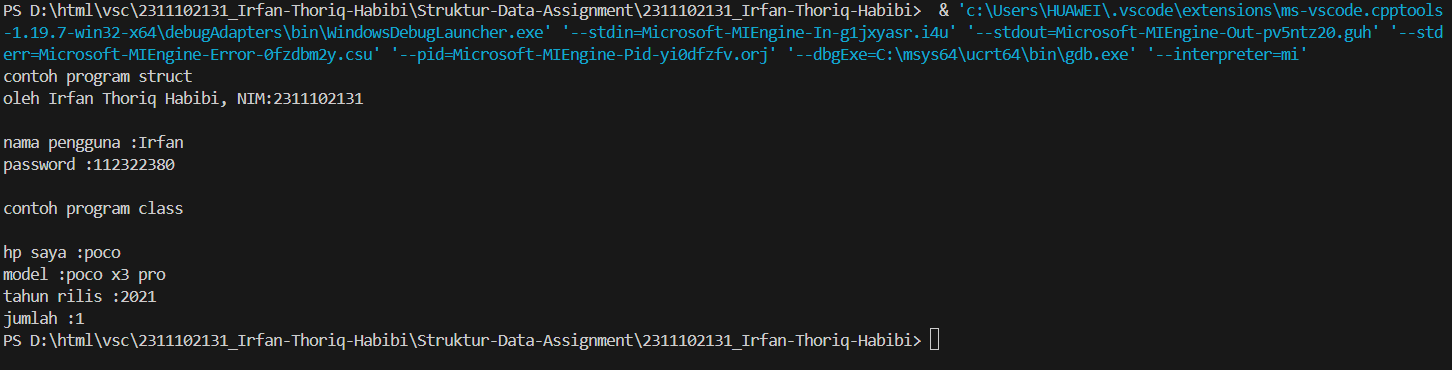 PS D:\html\vsc\2311102131_Irfan-Thoriq-Habibi\Struktur-Data-Assignment\2311102131_Irfan-Thoriq-Habibi>  & 'c:\Users\HUAWEI\.vscode\extensions\ms-vscode.cpptools
-1.19.7-win32-x64\debugAdapters\bin\WindowsDebugLauncher.exe' '--stdin=Microsoft-MIEngine-In-g1jxyasr.i4u' '--stdout=Microsoft-MIEngine-Out-pv5ntz20.guh' '--std
err=Microsoft-MIEngine-Error-0fzdbm2y.csu' '--pid=Microsoft-MIEngine-Pid-yi0dfzfv.orj' '--dbgExe=C:\msys64\ucrt64\bin\gdb.exe' '--interpreter=mi'
contoh program struct
oleh Irfan Thoriq Habibi, NIM:2311102131
nama pengguna :Irfan
password :112322380
contoh program class
hp saya :poco
model :poco x3 pro
tahun rilis :2021
jumlah :1
PS D:\html\vsc\2311102131_Irfan-Thoriq-Habibi\Struktur-Data-Assignment\2311102131_Irfan-Thoriq-Habibi>